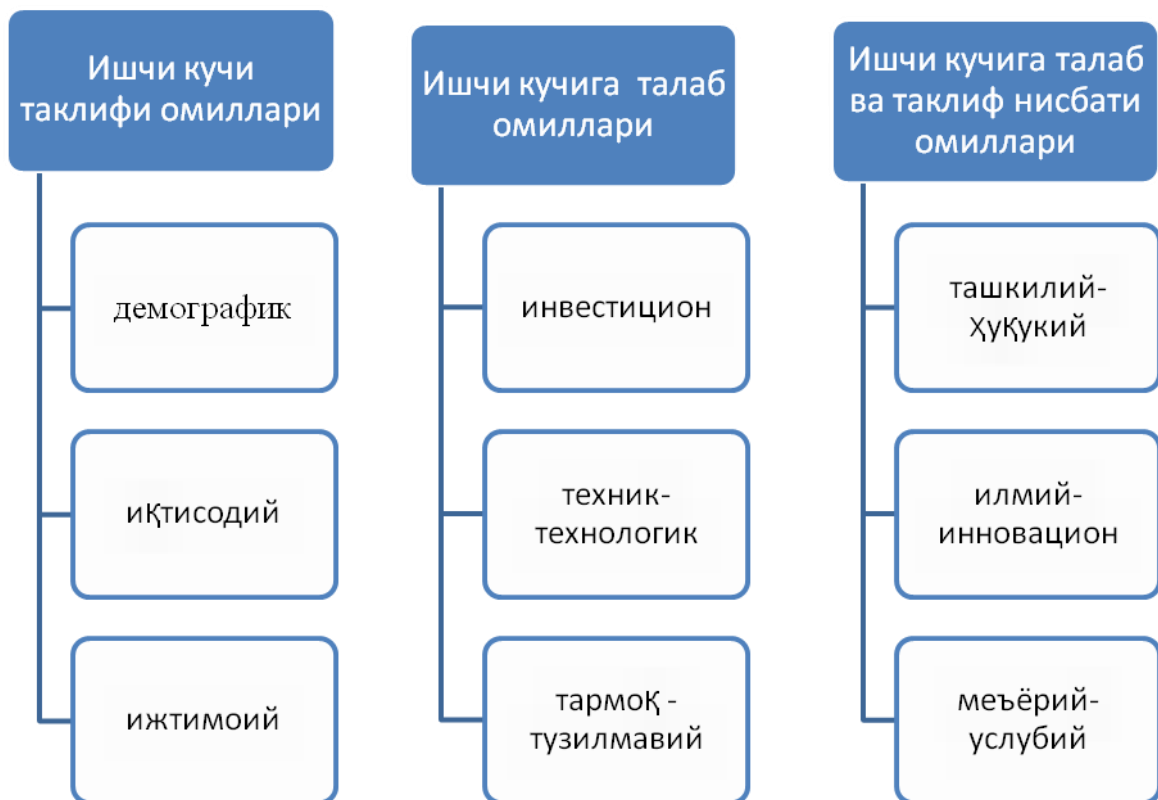 Ишчи кучи
таклифи омиллари
демографик
иқтисодий
ижтимоий
Ишчи кучига талаб
омиллари
инвестицион
техник-
технологик
тармоқ -
тузилмавий
Ишчи кучига талаб
ва таклиф нисбати
омиллари
ташкилий-
ҳуқукий
илмий-
инновацион
меъёрий-
услубий